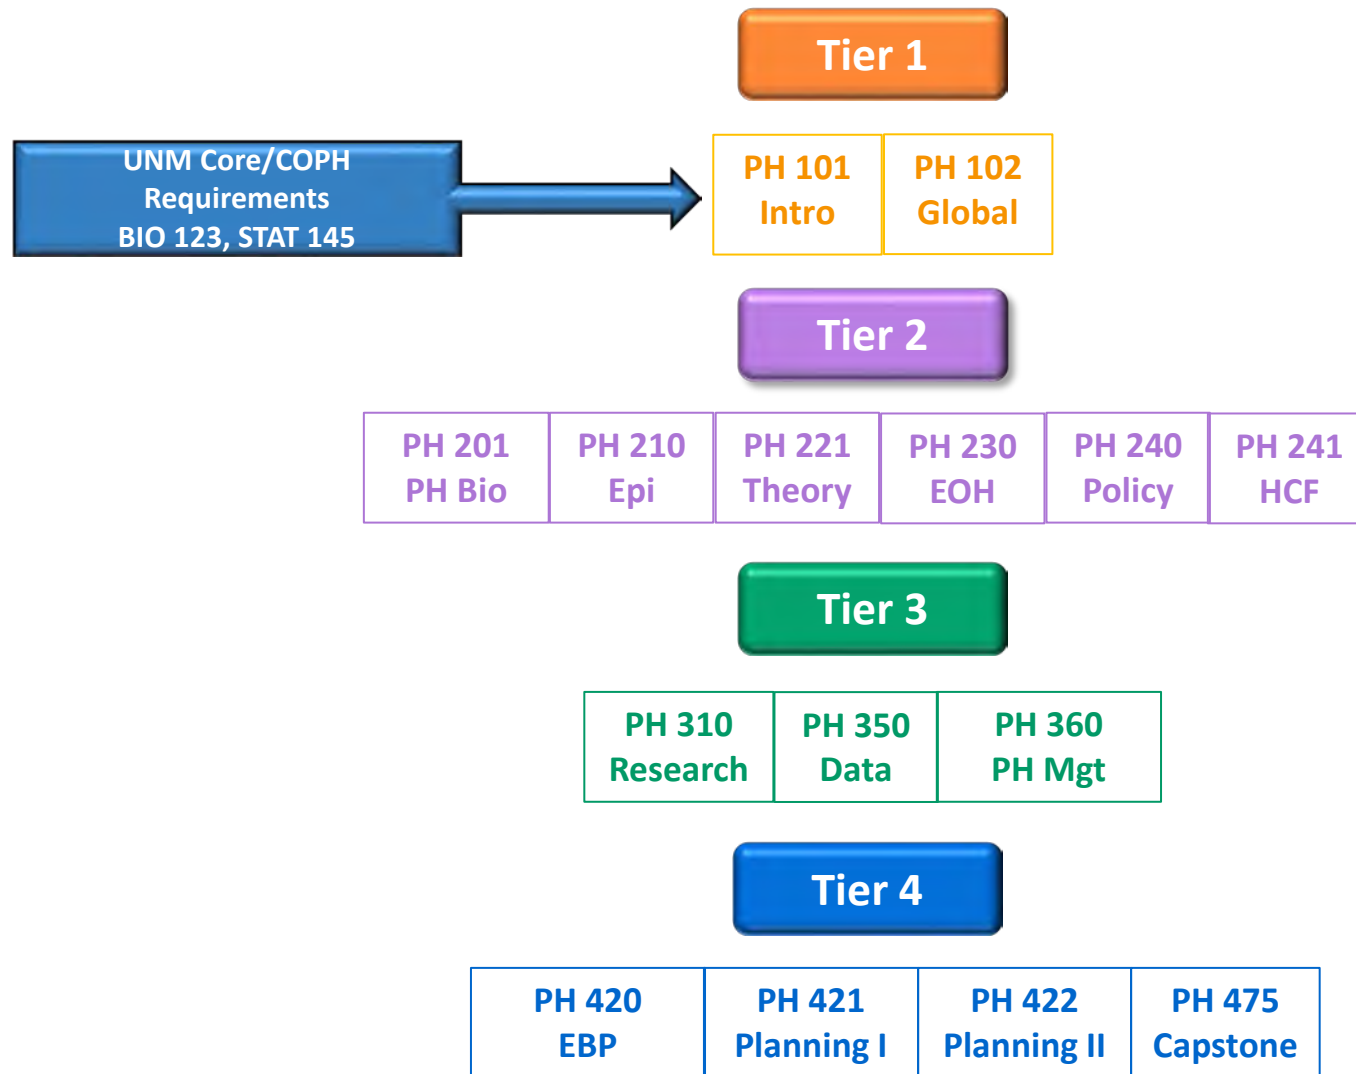 Tier 1
UNM Core/COPH
Requirements
BIO 123, STAT 145
PH 101
Intro
PH 102
Global
Tier 2
PH 201
PH Bio
PH 210
Epi
PH 221
Theory
PH 230
EOH
PH 240
Policy
PH 241
HCF
Tier 3
PH 310
Research
PH 350
Data
PH 360
PH Mgt
Tier 4
PH 420
EBP
PH 421
Planning I
PH 422
Planning II
PH 475
Capstone